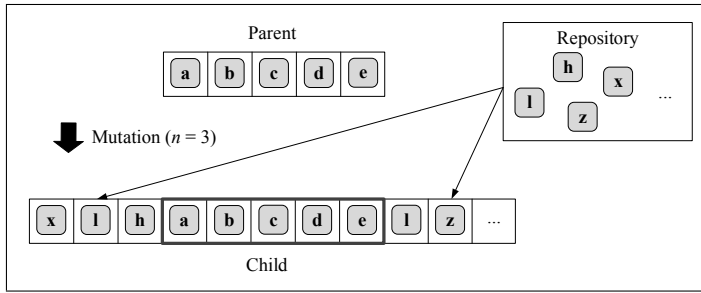 Parent
Repository
a b c d e
h
x
l
...
z
Mutation (n = 3)
x l h a b c d e l z ...
Child